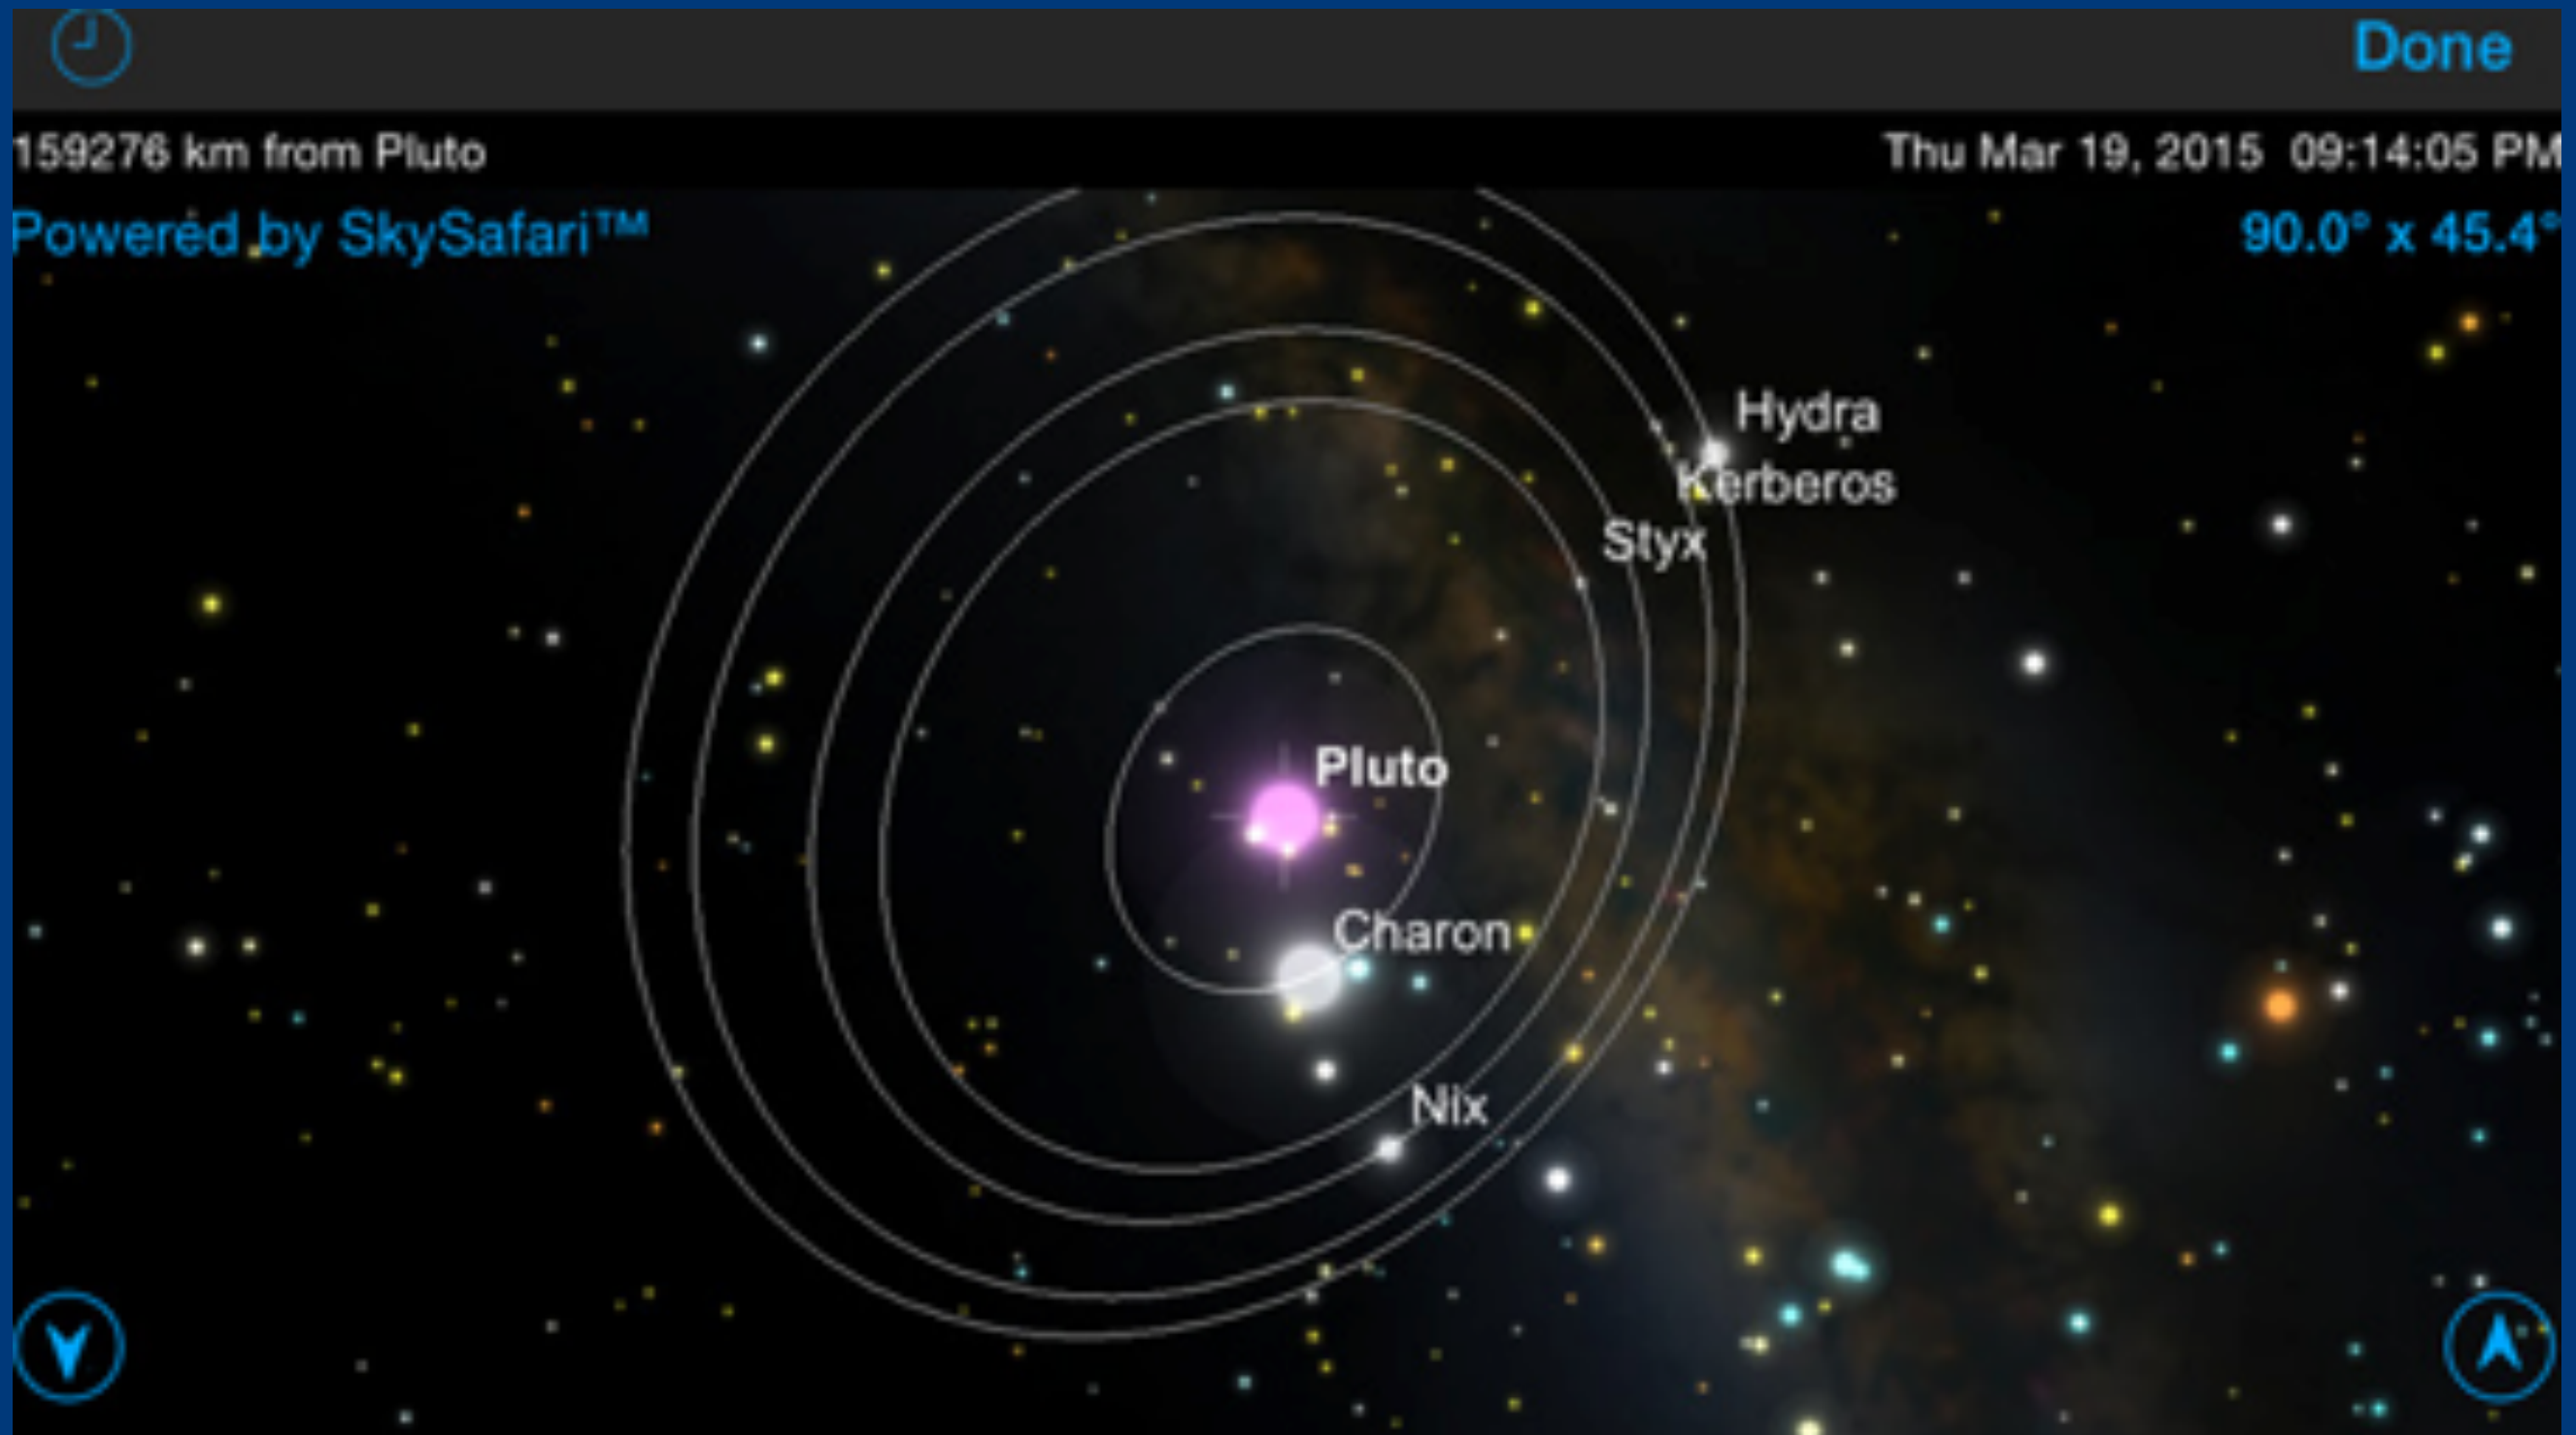 Done
159276 km from Pluto
Thu Mar 19, 2015 09:14:05 PM
Powered by SkySafari™
90.0° x 45.4°
Hydra
Kerberos
Styx
Pluto
Charon
Nix